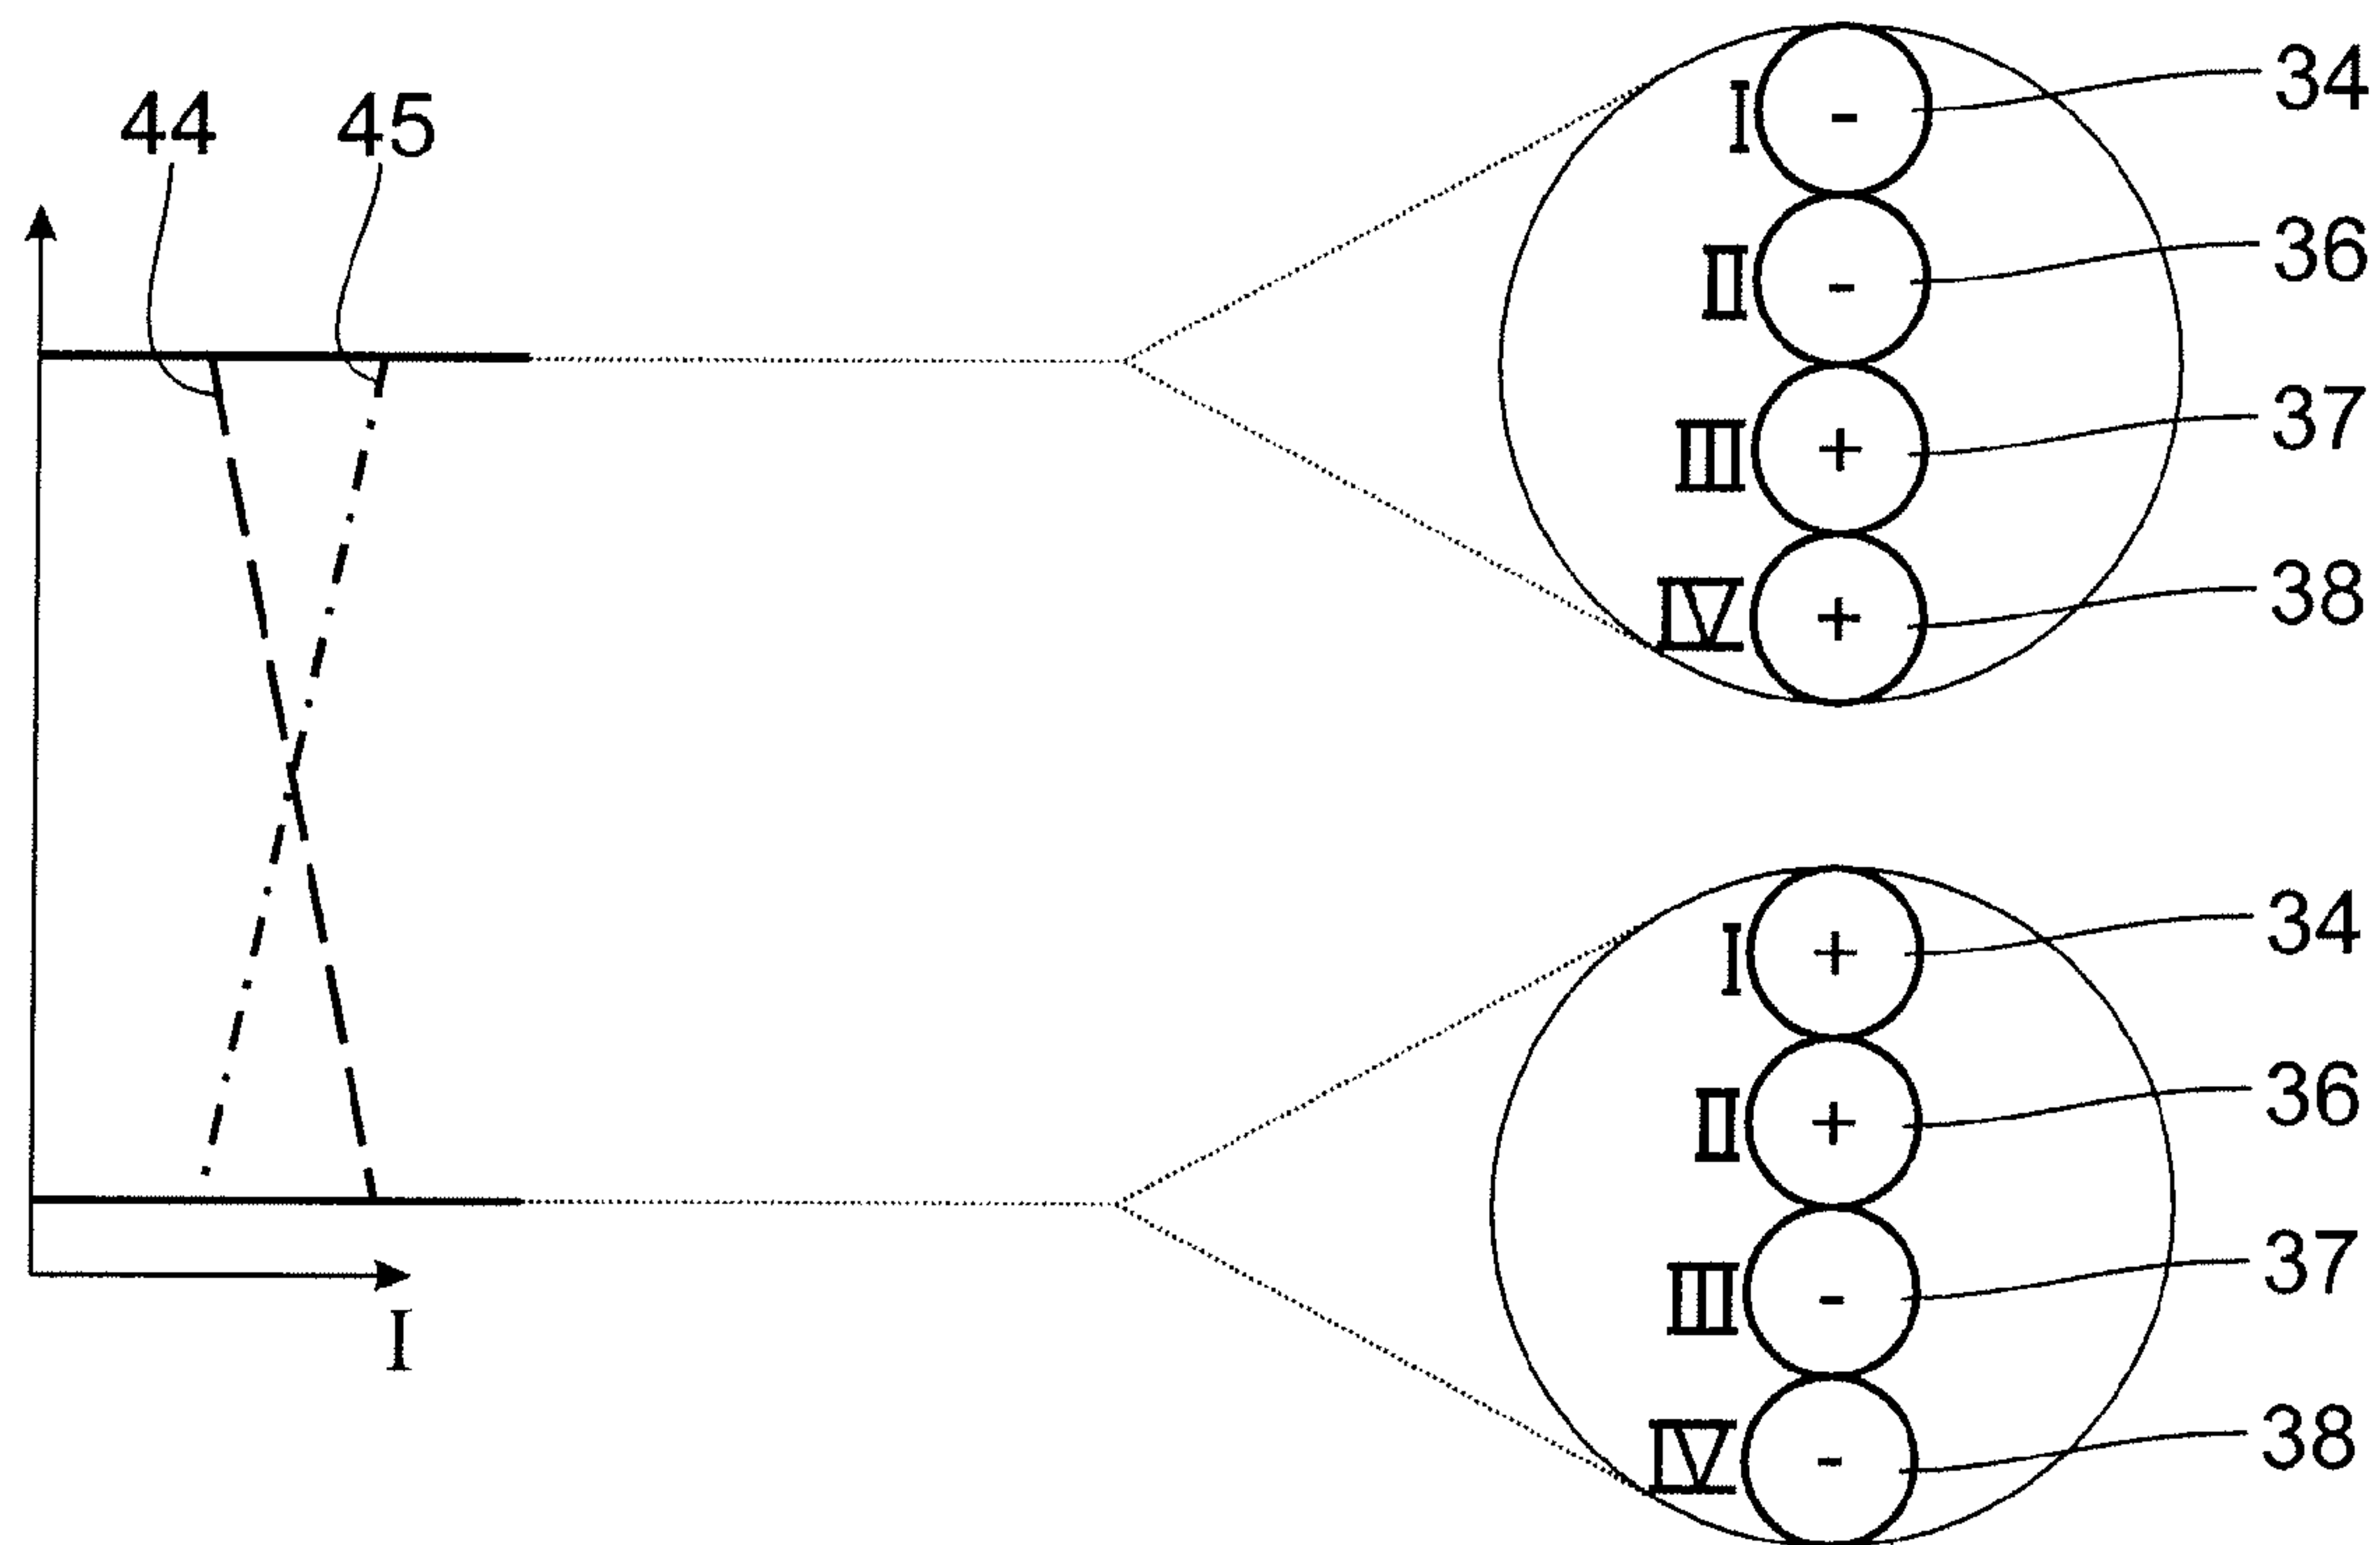 44 45
I - 34
II - 36
III + 37
IV + 38
I + 34
II + 36
III - 37
IV - 38
I